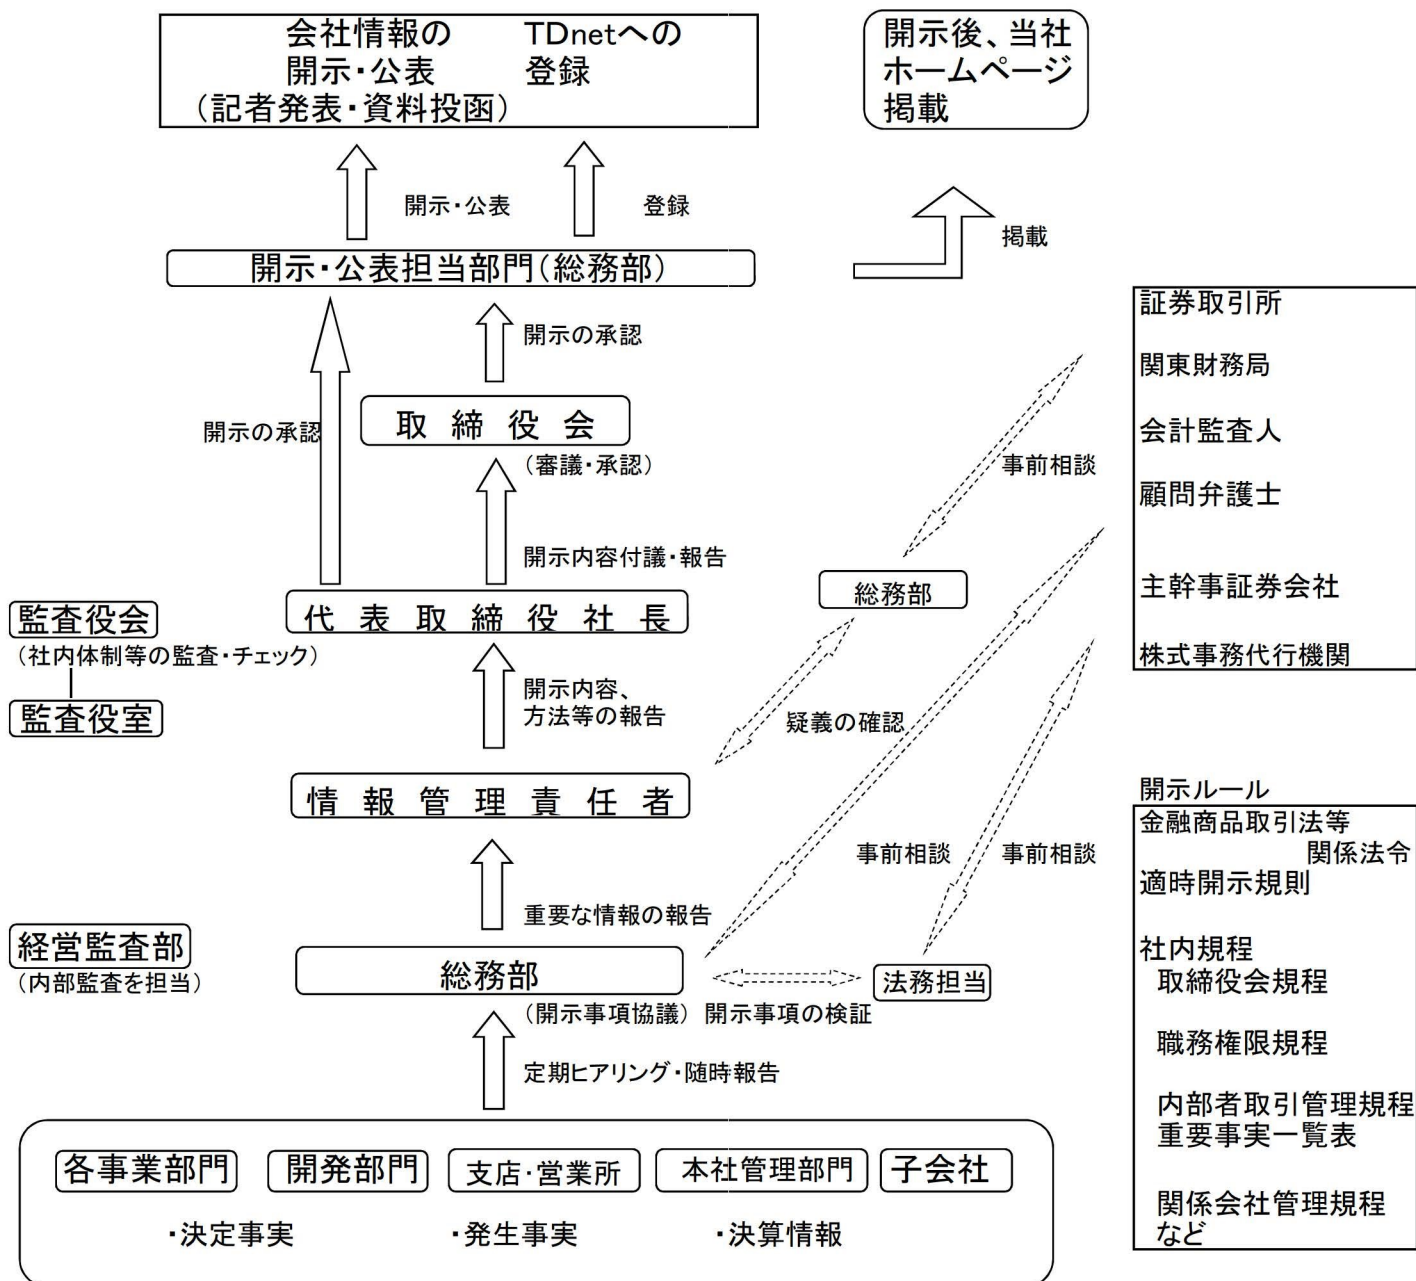 会社情報の
開示・公表
（記者発表・資料投函）
TDnetへの
登録
開示後、当社
ホームページ
掲載
開示・公表
登録
掲載
開示・公表担当部門（総務部）
開示の承認
開示の承認
取締役会
（審議・承認）
開示内容付議・報告
代表取締役社長
監査役会
（社内体制等の監査・チェック）
監査役室
開示内容、
方法等の報告
情報管理責任者
重要な情報の報告
経営監査部
（内部監査を担当）
総務部
（開示事項協議）
開示事項の検証
法務担当
定期ヒアリング・随時報告
総務部
疑義の確認
事前相談
事前相談
事前相談
証券取引所
関東財務局
会計監査人
顧問弁護士
主幹事証券会社
株式事務代行機関
開示ルール
金融商品取引法等
関係法令
適時開示規則
社内規程
取締役会規程
職務権限規程
内部者取引管理規程
重要事実一覧表
関係会社管理規程
など
各事業部門
開発部門
支店・営業所
本社管理部門
子会社
・決定事実
・発生事実
・決算情報